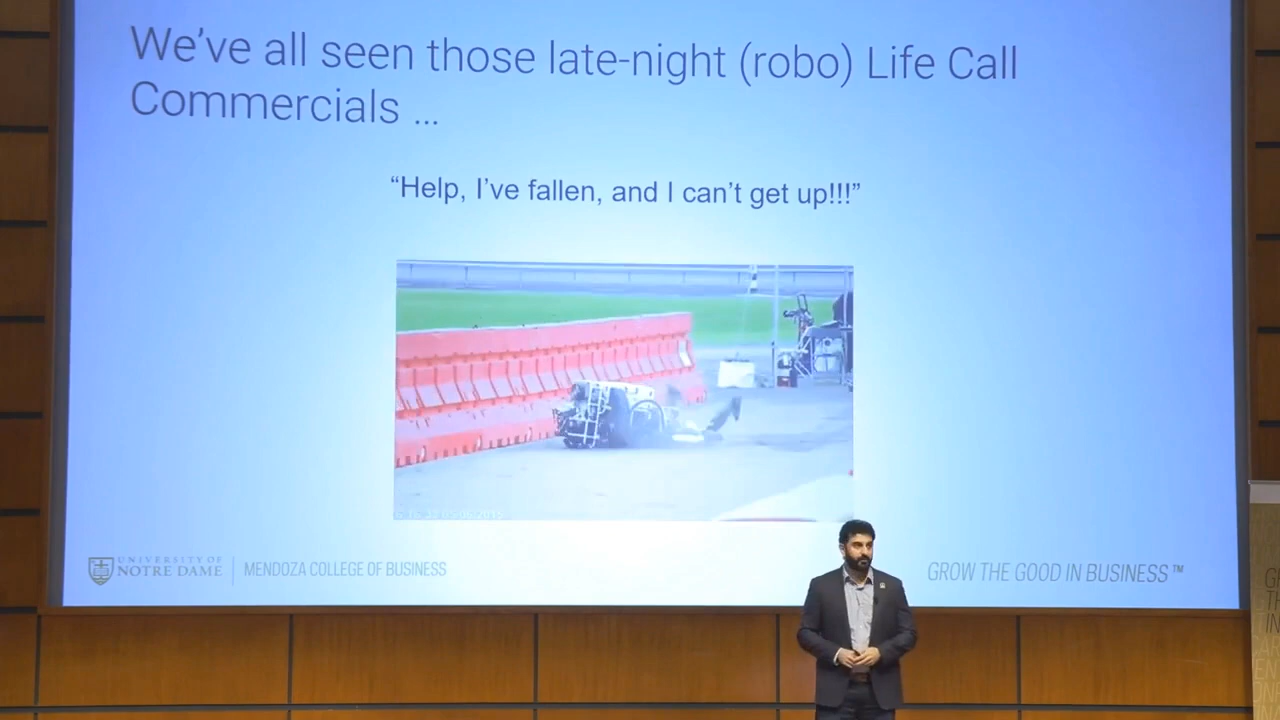 We've all seen those late-night (robo) Life Call
Commercials ...
“Help, I've fallen, and I can't get up!!!”
UNIVERSITY OF
NOTRE DAME
MENDOZA COLLEGE OF BUSINESS
GROW THE GOOD IN BUSINESS™